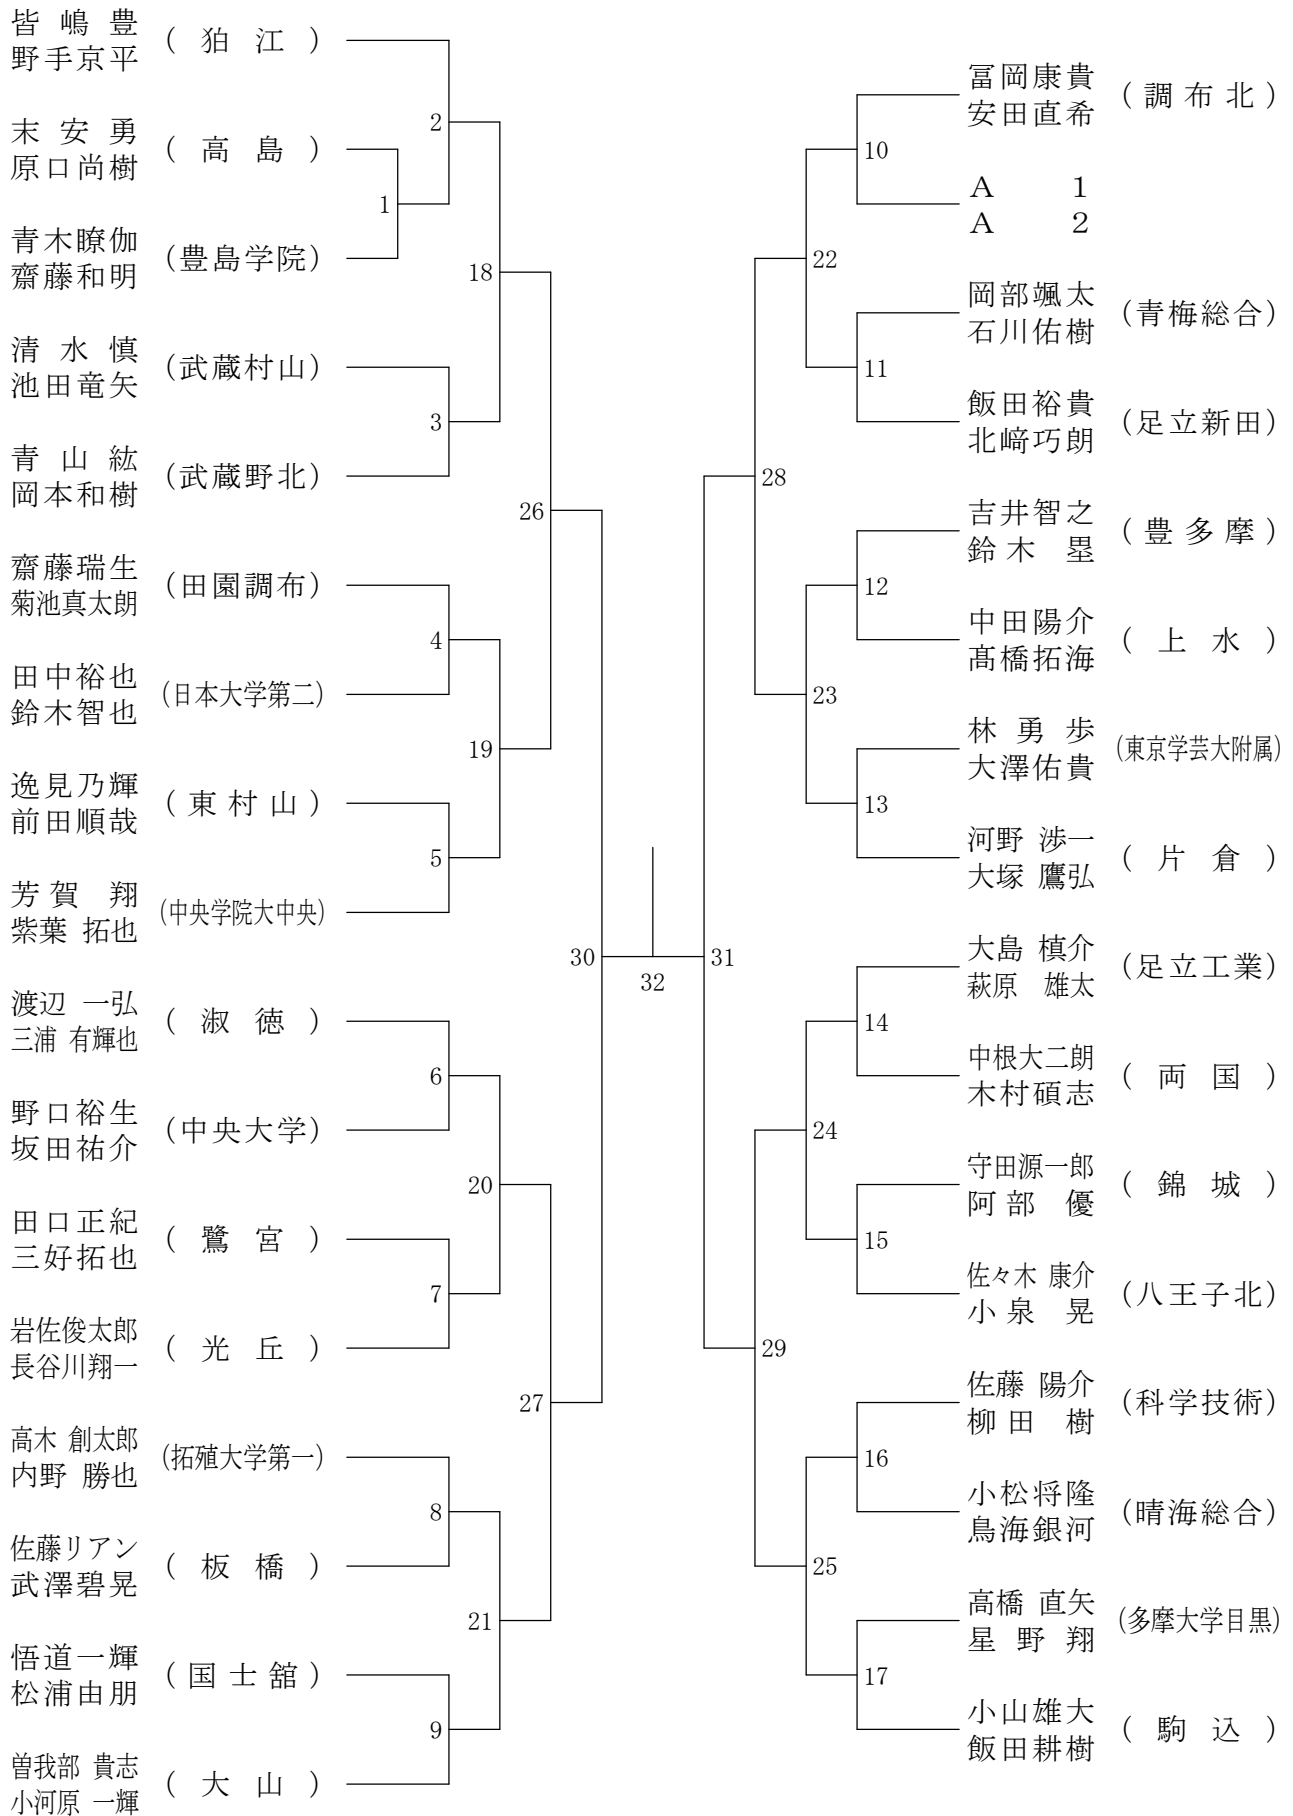 皆嶋豊
野手京平
(狛江)
末安勇
原口尚樹
(高島)
青木瞭伽
齋藤和明
(豊島学院)
清水慎
池田竜矢
(武蔵村山)
青山紘
岡本和樹
(武蔵野北)
齋藤瑞生
菊池真太朗
(田園調布)
田中裕也
鈴木智也
(日本大学第二)
逸見乃輝
前田順哉
(東村山)
芳賀 翔
紫葉 拓也
(中央学院大中央)
渡辺 一弘
三浦 有輝也
(淑徳)
野口裕生
坂田祐介
(中央大学)
田口正紀
三好拓也
(鷺宮)
岩佐俊太郎
長谷川翔一
(光丘)
高木 創太郎
内野 勝也
(拓殖大学第一)
佐藤リアン
武澤碧晃
(板橋)
悟道一輝
松浦由朋
(国士舘)
曽我部 貴志
小河原 一輝
(大山)
1
2
3
4
5
6
7
8
9
18
19
20
21
26
27
30
32
31
28
29
22
23
24
25
10
11
12
13
14
15
16
17
冨岡康貴
安田直希
(調布北)
A 1
A 2
岡部颯太
石川佑樹
(青梅総合)
飯田裕貴
北﨑巧朗
(足立新田)
吉井智之
鈴木 塁
(豊多摩)
中田陽介
髙橋拓海
(上水)
林勇歩
大澤佑貴
(東京学芸大附属)
河野 渉一
大塚 鷹弘
(片倉)
大島 槙介
萩原 雄太
(足立工業)
中根大二朗
木村碩志
(両国)
守田源一郎
阿部 優
(錦城)
佐々木 康介
小泉 晃
(八王子北)
佐藤 陽介
柳田 樹
(科学技術)
小松将隆
鳥海銀河
(晴海総合)
高橋 直矢
星野翔
(多摩大学目黒)
小山雄大
飯田耕樹
(駒込)